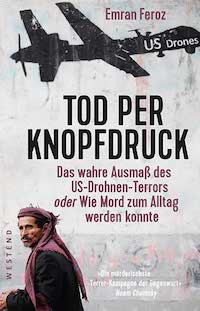 Emran Feroz
US Drones
TOD PER
KNOPFDRUCK
Das wahre Ausmaß des
US-Drohnen-Terrors
oder Wie Mord zum Alltag
werden konnte
WESTEND
»Die mörderischste
Terror-Kampagne der Gegenwart«
Noam Chomsky